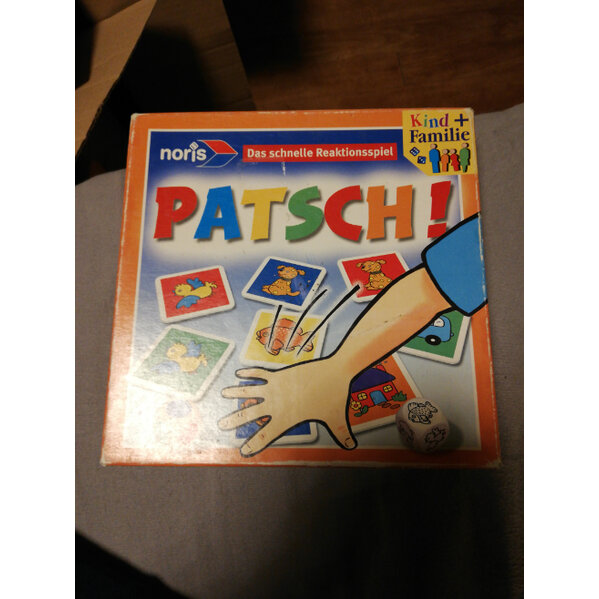 noris
Das schnelle Reaktionsspiel
Kind +
Familie
PATSCH!